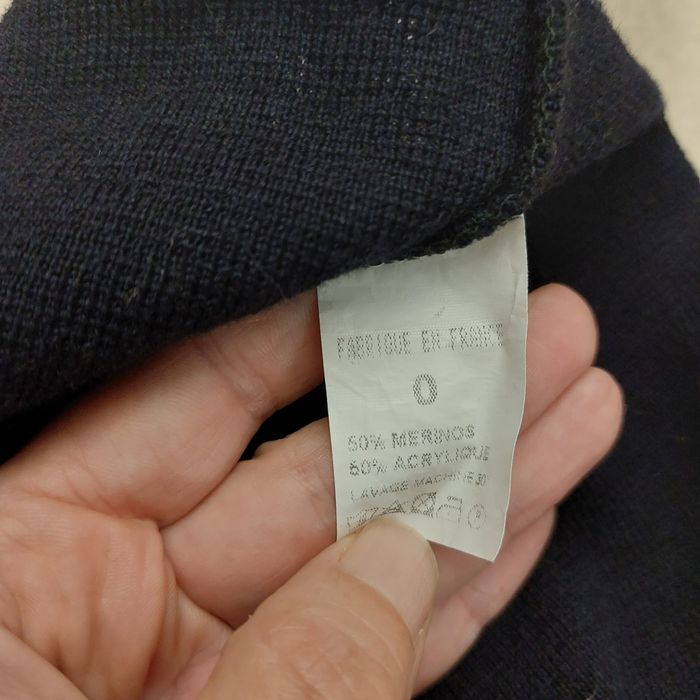 FABRIQUE EN FRANCE
0
50% MERINOS
50% ACRYLIQUE
LAVAGE MACHINE 30